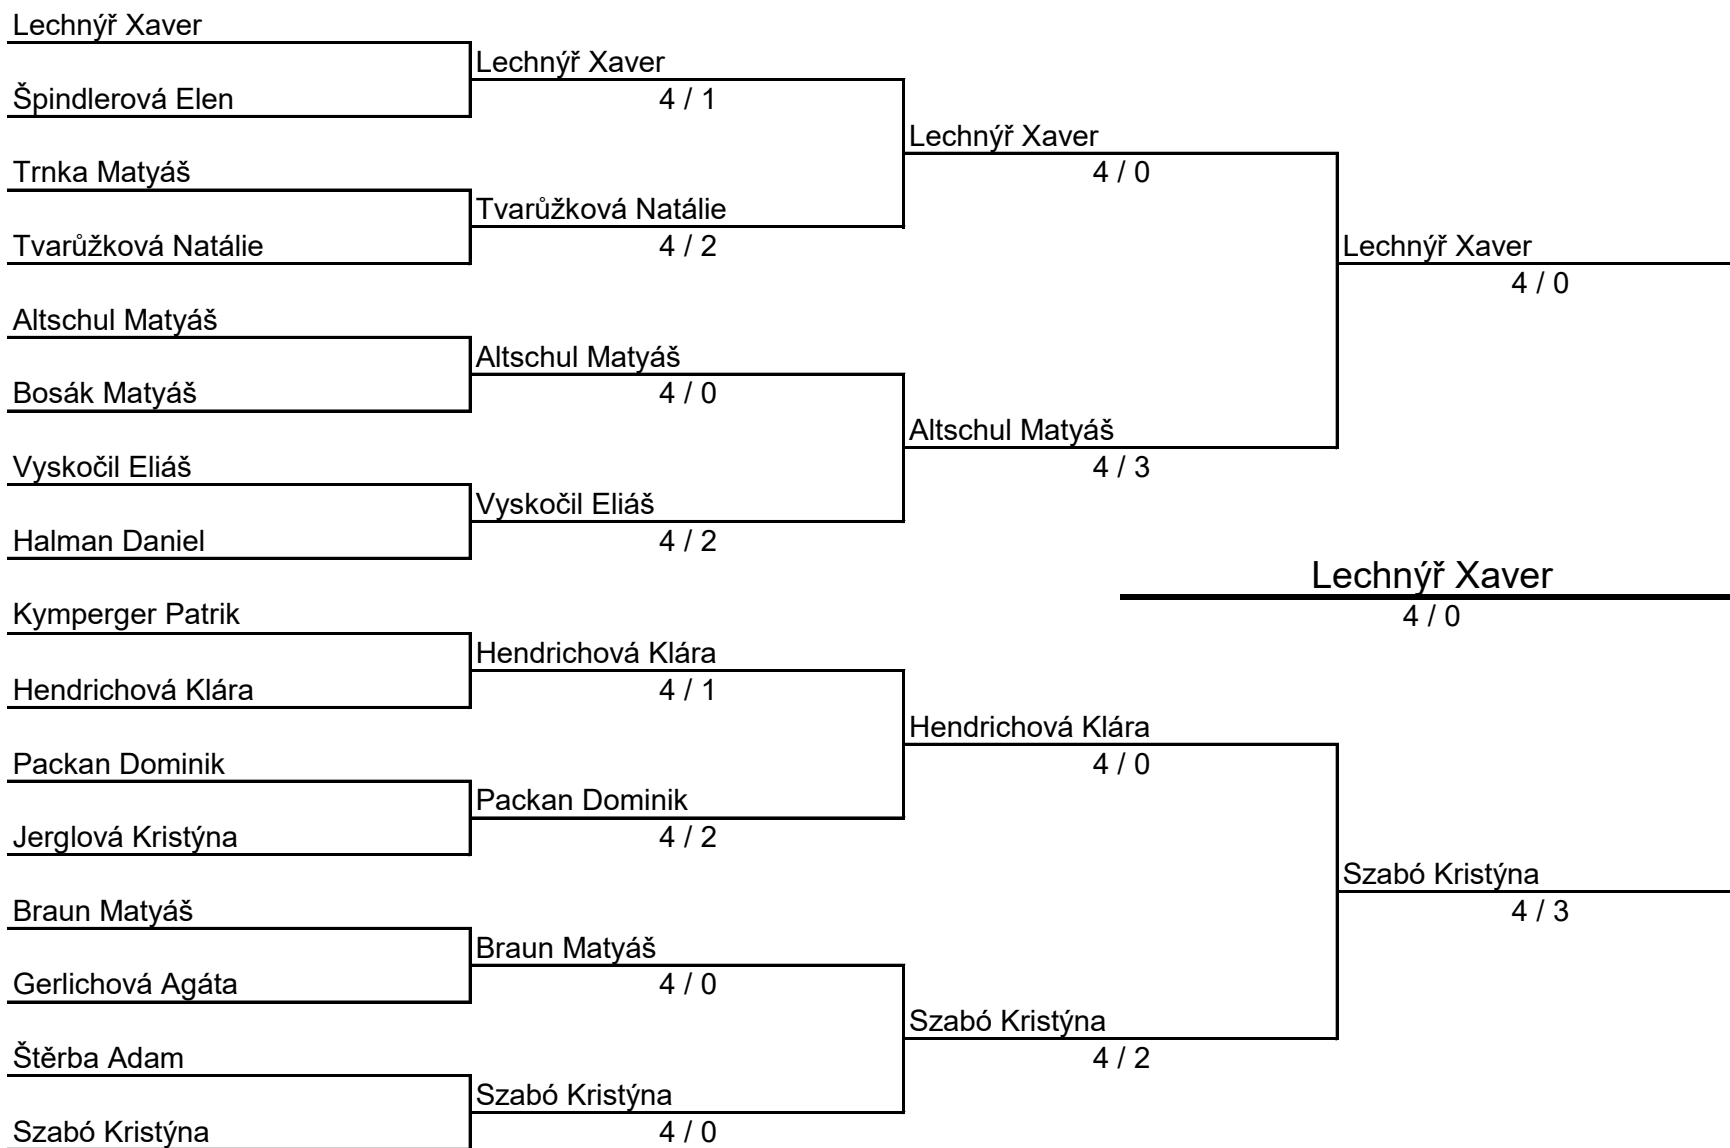 Lechnýř Xaver
Lechnýř Xaver
Špindlerová Elen
4 / 1
Lechnýř Xaver
Trnka Matyáš
4 / 0
Tvarůžková Natálie
Tvarůžková Natálie
4 / 2
Lechnýř Xaver
4 / 0
Altschul Matyáš
Altschul Matyáš
Bosák Matyáš
4 / 0
Altschul Matyáš
Vyskočil Eliáš
4 / 3
Vyskočil Eliáš
Halman Daniel
4 / 2
Lechnýř Xaver
Kymperger Patrik
4 / 0
Hendrichová Klára
Hendrichová Klára
4 / 1
Hendrichová Klára
Packan Dominik
4 / 0
Packan Dominik
Jerglová Kristýna
4 / 2
Szabó Kristýna
Braun Matyáš
4 / 3
Braun Matyáš
Gerlichová Agáta
4 / 0
Szabó Kristýna
Štěrba Adam
4 / 2
Szabó Kristýna
Szabó Kristýna
4 / 0